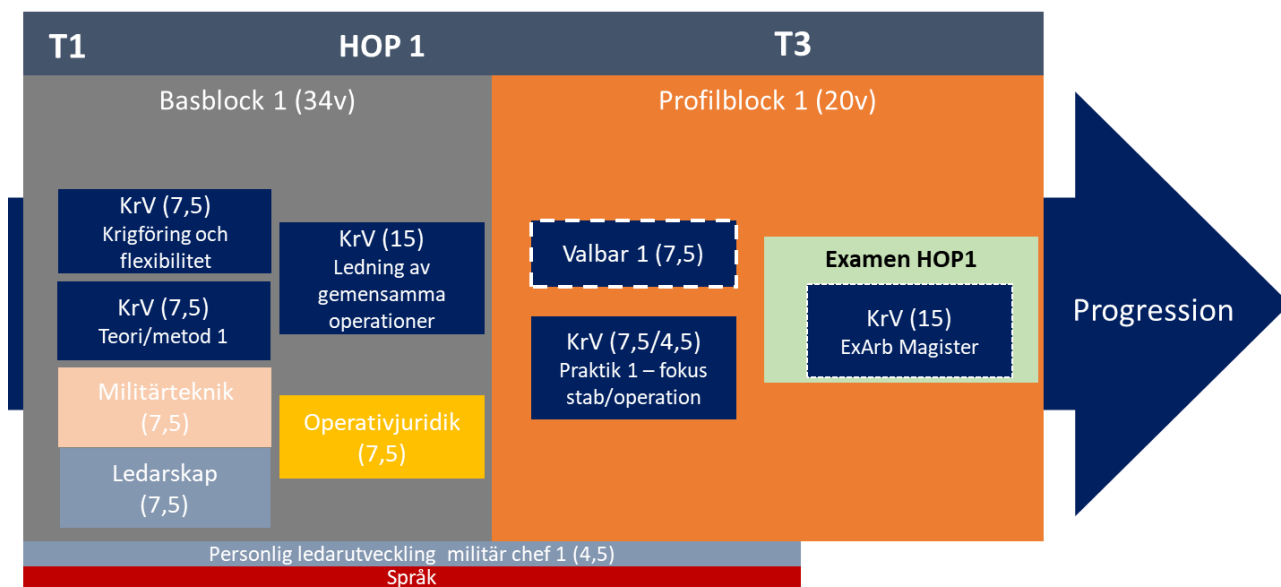 T1
HOP 1
T3
Basblock 1 (34v)
Profilblock 1 (20v)
KrV (7,5)
Krigföring och
flexibilitet
KrV (7,5)
Teori/metod 1
Militärteknik
(7,5)
Ledarskap
(7,5)
KrV (15)
Ledning av
gemensamma
operationer
Operativjuridik
(7,5)
Valbar 1 (7,5)
KrV (7,5/4,5)
Praktik 1 – fokus
stab/operation
Examen HOP1
KrV (15)
ExArb Magister
Progression
Personlig ledarutveckling militär chef 1 (4,5)
Språk